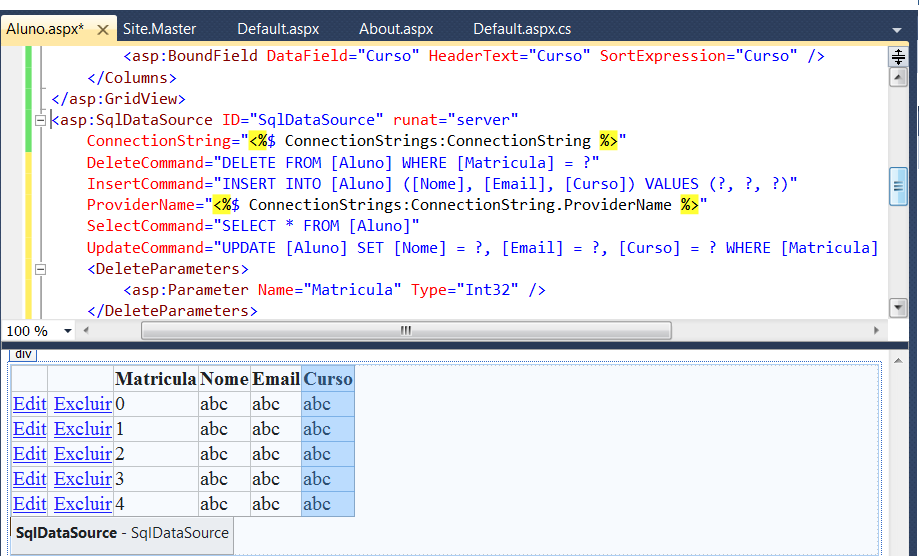 Aluno.aspx* Site.Master Default.aspx About.aspx Default.aspx.cs
<asp:BoundField DataField="Curso" HeaderText="Curso" SortExpression="Curso" />
</Columns>
</asp:GridView>
<asp:SqlDataSource ID="SqlDataSource" runat="server"
ConnectionString="<%$ ConnectionStrings:ConnectionString %>"
DeleteCommand="DELETE FROM [Aluno] WHERE [Matricula] = ?"
InsertCommand="INSERT INTO [Aluno] ([Nome], [Email], [Curso]) VALUES (?, ?, ?)"
ProviderName="<%$ ConnectionStrings:ConnectionString.ProviderName %>"
SelectCommand="SELECT * FROM [Aluno]"
UpdateCommand="UPDATE [Aluno] SET [Nome] = ?, [Email] = ?, [Curso] = ? WHERE [Matricula]
<DeleteParameters>
<asp:Parameter Name="Matricula" Type="Int32" />
</DeleteParameters>
100 %
div
Matricula Nome Email Curso
Edit Excluir 0 abc abc abc
Edit Excluir 1 abc abc abc
Edit Excluir 2 abc abc abc
Edit Excluir 3 abc abc abc
Edit Excluir 4 abc abc abc
SqlDataSource - SqlDataSource